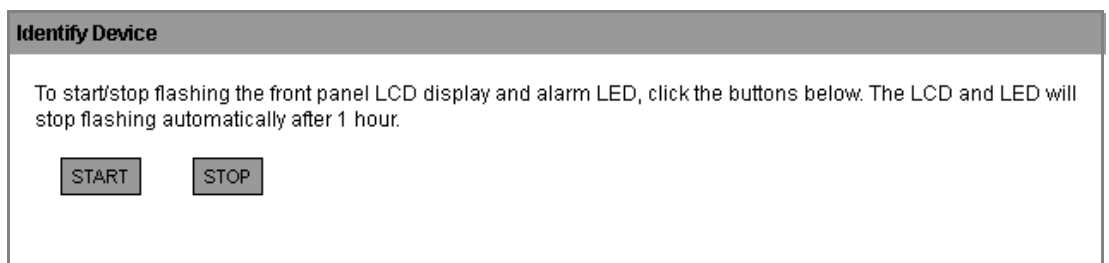 Identify Device
To start/stop flashing the front panel LCD display and alarm LED, click the buttons below. The LCD and LED will
stop flashing automatically after 1 hour.
START STOP